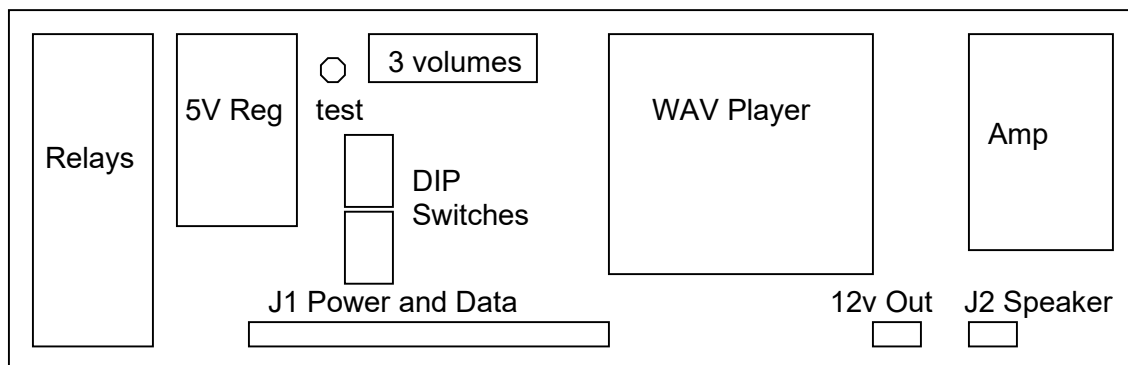 3 volumes
5V Reg
test
WAV Player
Relays
Amp
DIP
Switches
J1 Power and Data
12v Out
J2 Speaker